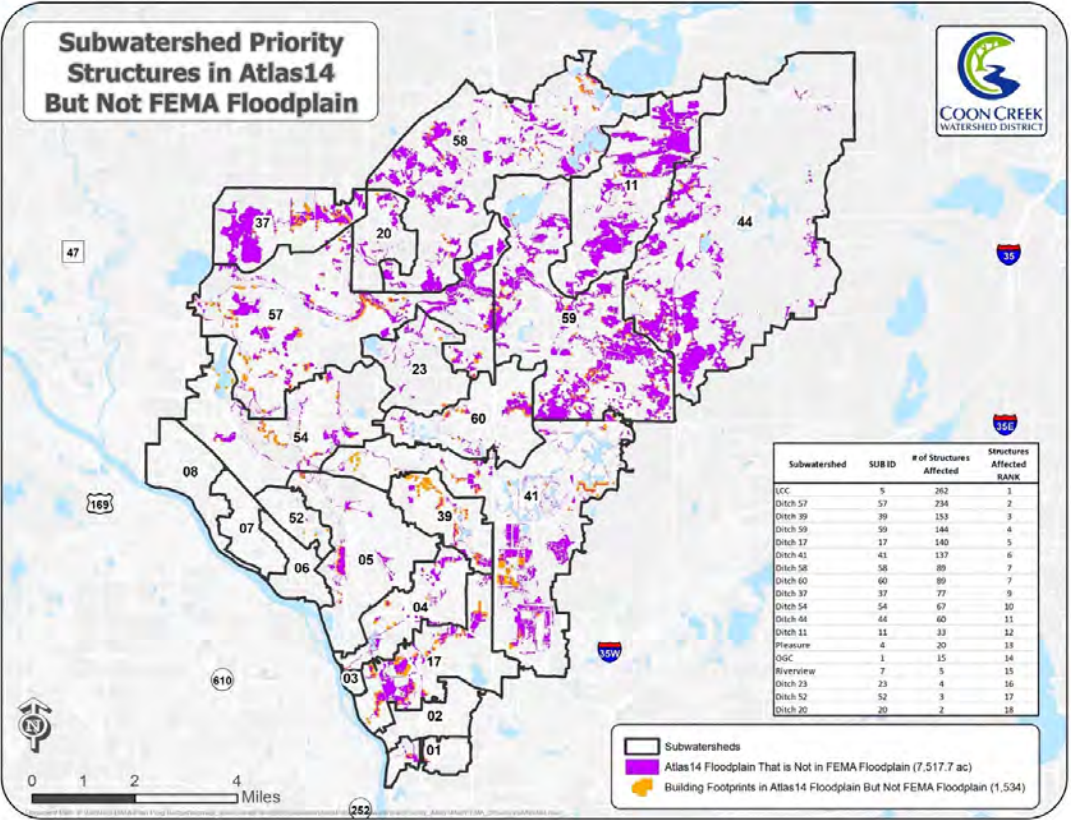 Subwatershed Priority
Structures in Atlas14
But Not FEMA Floodplain
COON CREEK
WATERSHED DISTRICT
58
11
44
37
20
47
35
57
59
23
60
54
35E
08
41
169
52
39
07
05
06
04
17
35W
03
610
02
01
252
N
0 1 2 4
Miles
Subwatershed SUB ID # of Structures Affected Structures Affected RANK
LCC 5 262 1
Ditch 57 57 234 2
Ditch 39 39 153 3
Ditch 59 59 144 4
Ditch 17 17 140 5
Ditch 41 41 137 6
Ditch 58 58 89 7
Ditch 60 60 89 7
Ditch 37 37 77 9
Ditch 54 54 67 10
Ditch 44 44 60 11
Ditch 11 11 33 12
Pleasure 4 20 13
OGC 1 15 14
Riverview 7 5 15
Ditch 23 23 4 16
Ditch 52 52 3 17
Ditch 20 20 2 18
Subwatersheds
Atlas14 Floodplain That is Not in FEMA Floodplain (7,517.7 ac)
Building Footprints in Atlas14 Floodplain But Not FEMA Floodplain (1,534)